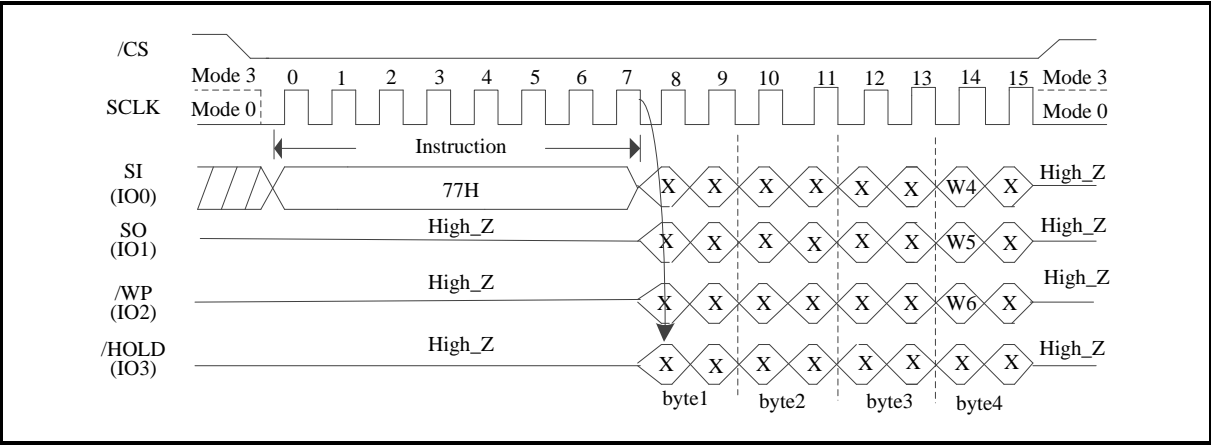 /CS
Mode 3 0 1 2 3 4 5 6 7 8 9 10 11 12 13 14 15 Mode 3
SCLK Mode 0 Mode 0
Instruction
SI
(IO0) 77H X X X X X X W4 X High_Z
SO
(IO1) High_Z X X X X X X W5 X High_Z
/WP
(IO2) High_Z X X X X X X W6 X High_Z
/HOLD
(IO3) High_Z X X X X X X X X High_Z
byte1 byte2 byte3 byte4